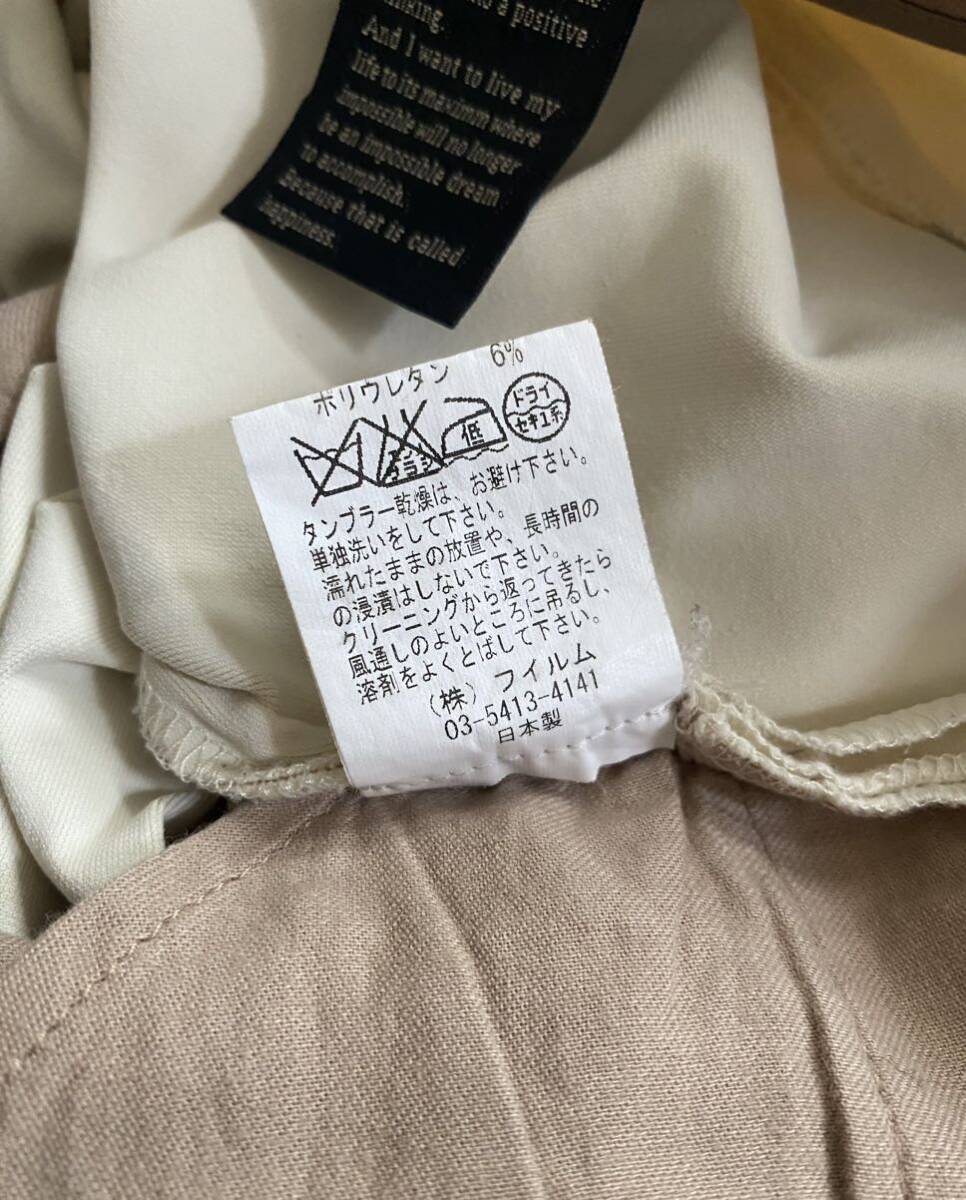 a positive
And I want to live my
life to its maximum where
impossible will no longer
be an impossible dream
to accomplish.
Because that is called
happiness.
ポリウレタン 6%
低
ドライ
セキユ系
タンブラー乾燥は、お避け下さい。
単独洗いをして下さい。
濡れたままの放置や、長時間の
の浸漬はしないで下さい。
クリーニングから返ってきたら
風通しのよいところに吊るし、
溶剤をよくとばして下さい。
(株) フイルム
03-5413-4141
日本製